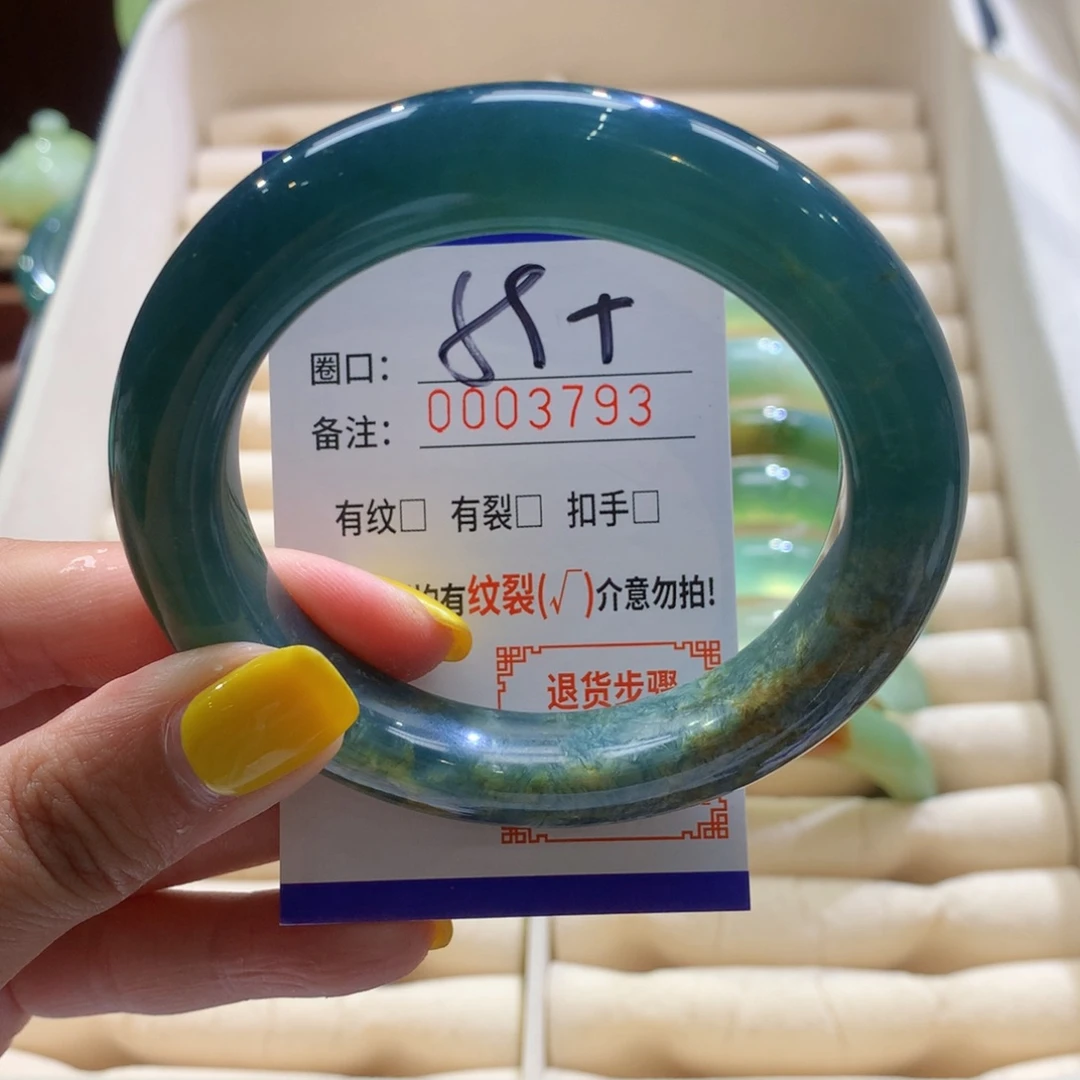 圈口：
备注：0003793
有纹□ 有裂□ 扣手□
有纹裂(√)介意勿拍!
退货步骤